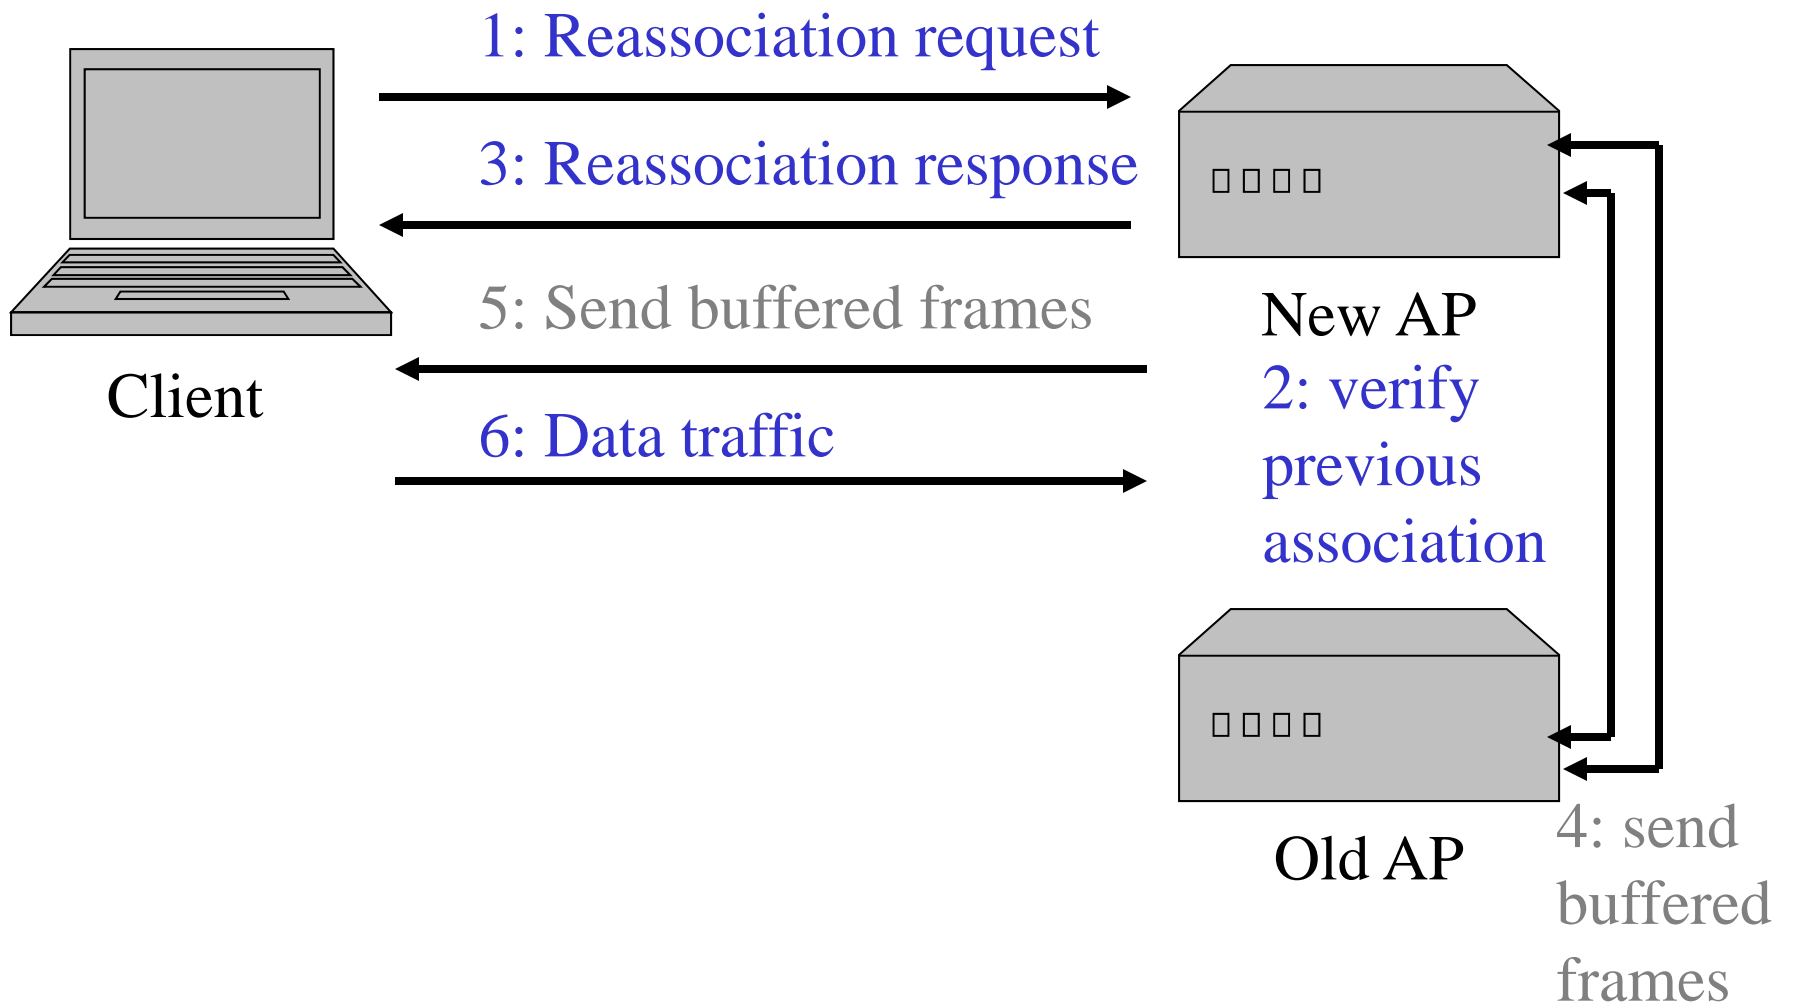 1: Reassociation request
3: Reassociation response
5: Send buffered frames
New AP
Client
2: verify
previous
association
6: Data traffic
Old AP
4: send
buffered
frames